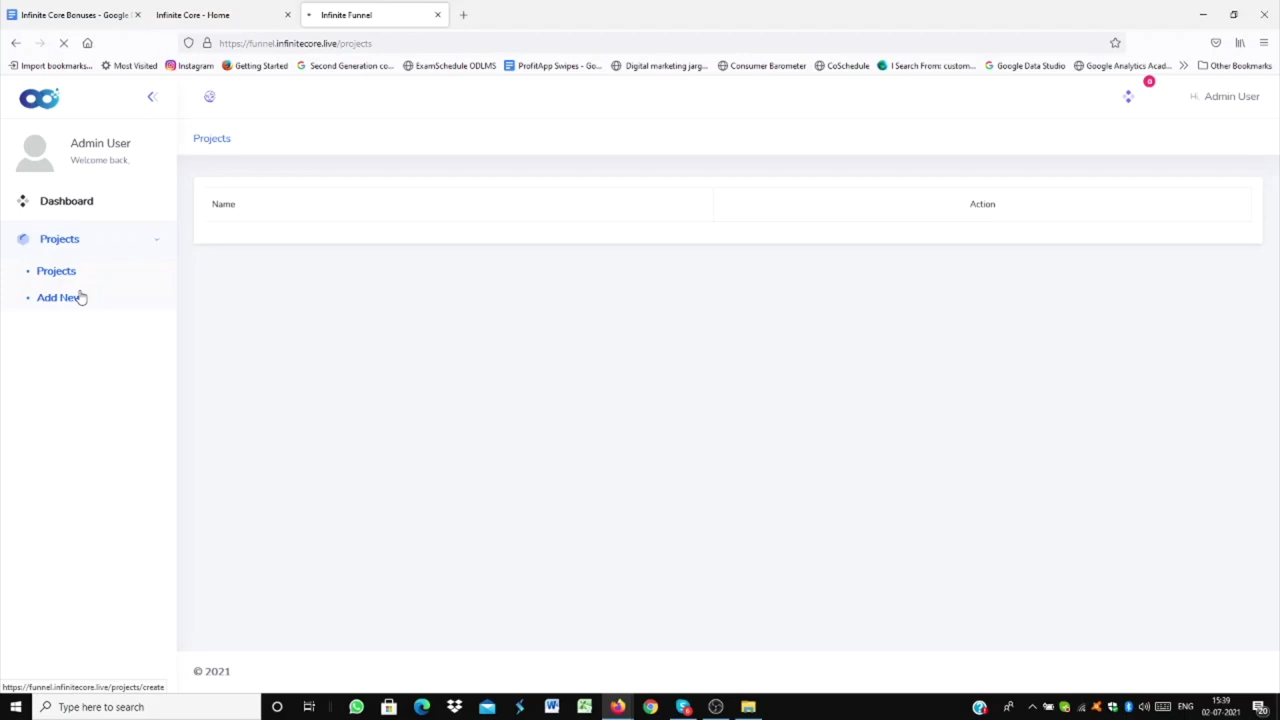 Infinite Core Bonuses - Google
Infinite Core - Home
Infinite Funnel
https://funnel.infinitecore.live/projects
Import bookmarks...
Most Visited
Instagram
Getting Started
Second Generation co...
ExamSchedule ODLMS
ProfitApp Swipes - Go...
Digital marketing jarg...
Consumer Barometer
CoSchedule
I Search From: custom...
Google Data Studio
Google Analytics Acad...
Other Bookmarks
0
Hi, Admin User
Admin User
Welcome back,
Projects
Dashboard
Name
Action
Projects
Projects
Add New
© 2021
https://funnel.infinitecore.live/projects/create
Type here to search
ENG
15:39
02-07-2021
20